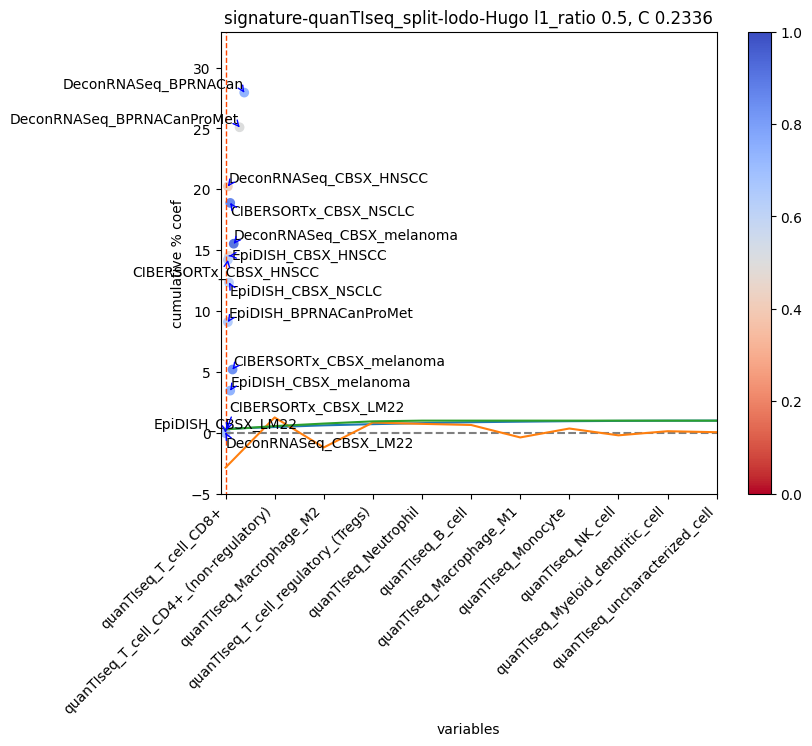 signature-quanTIseq_split-lodo-Hugo l1_ratio 0.5, C 0.2336
cumulative % coef
30
25
20
15
10
5
0
−5
DeconRNASeq_BPRNACan
DeconRNASeq_BPRNACanProMet
DeconRNASeq_CBSX_HNSCC
CIBERSORTx_CBSX_NSCLC
DeconRNASeq_CBSX_melanoma
EpiDISH_CBSX_HNSCC
CIBERSORTx_CBSX_HNSCC
EpiDISH_CBSX_NSCLC
EpiDISH_BPRNACanProMet
CIBERSORTx_CBSX_melanoma
EpiDISH_CBSX_melanoma
CIBERSORTx_CBSX_LM22
EpiDISH_CBSX_LM22
DeconRNASeq_CBSX_LM22
quanTIseq_T_cell_CD8+
quanTIseq_T_cell_CD4+_(non-regulatory)
quanTIseq_Macrophage_M2
quanTIseq_T_cell_regulatory_(Tregs)
quanTIseq_Neutrophil
quanTIseq_B_cell
quanTIseq_Macrophage_M1
quanTIseq_Monocyte
quanTIseq_NK_cell
quanTIseq_Myeloid_dendritic_cell
quanTIseq_uncharacterized_cell
variables
1.0
0.8
0.6
0.4
0.2
0.0